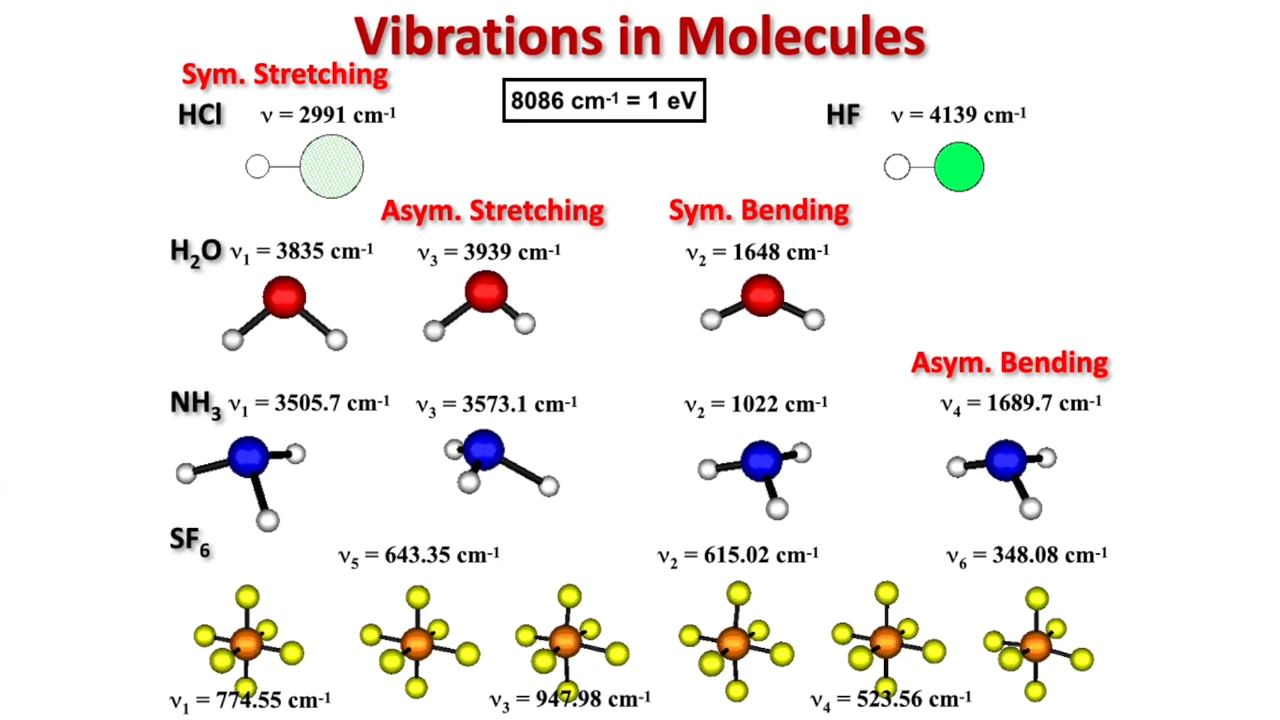 Vibrations in Molecules
Sym. Stretching
8086 cm⁻¹ = 1 eV
HCl ν = 2991 cm⁻¹
HF ν = 4139 cm⁻¹
Asym. Stretching
Sym. Bending
H₂O ν₁ = 3835 cm⁻¹
ν₃ = 3939 cm⁻¹
ν₂ = 1648 cm⁻¹
Asym. Bending
NH₃ ν₁ = 3505.7 cm⁻¹
ν₃ = 3573.1 cm⁻¹
ν₂ = 1022 cm⁻¹
ν₄ = 1689.7 cm⁻¹
SF₆
ν₅ = 643.35 cm⁻¹
ν₂ = 615.02 cm⁻¹
ν₆ = 348.08 cm⁻¹
ν₁ = 774.55 cm⁻¹
ν₃ = 947.98 cm⁻¹
ν₄ = 523.56 cm⁻¹